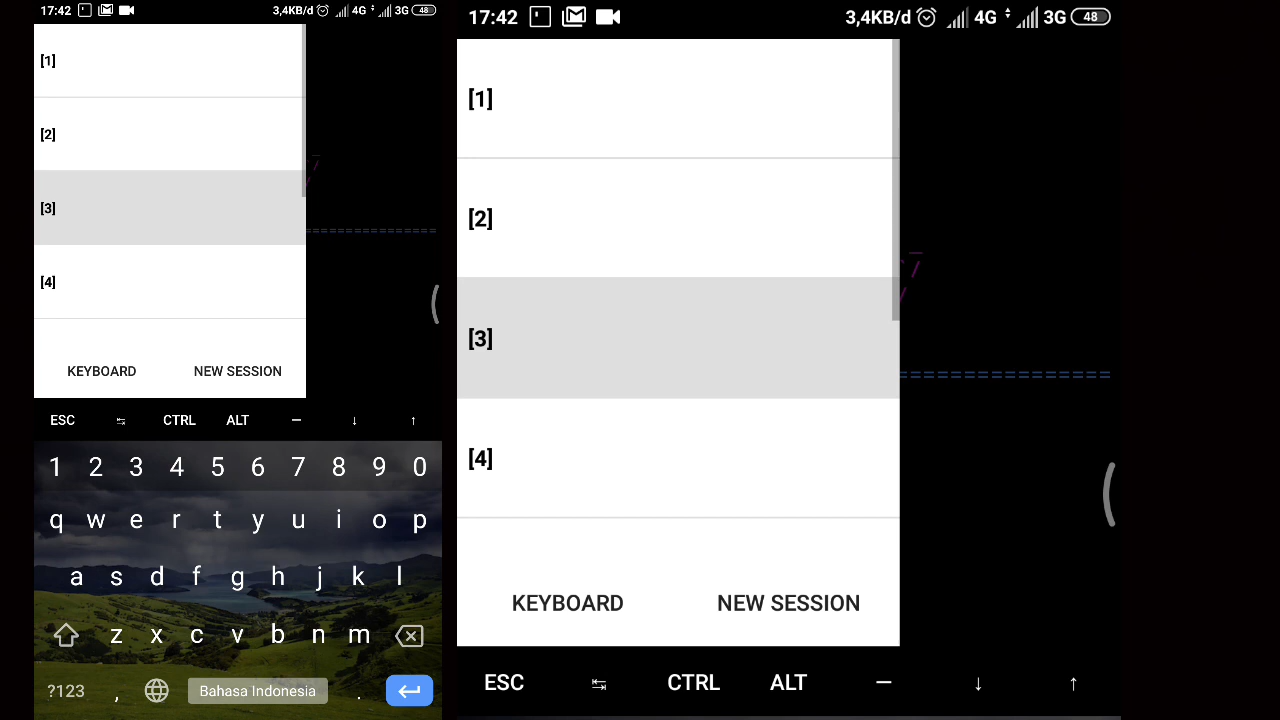 17:42 3,4KB/d 4G 3G 48
[1]
[2]
[3]
[4]
KEYBOARD NEW SESSION
ESC ↹ CTRL ALT — ↓ ↑
1 2 3 4 5 6 7 8 9 0
q w e r t y u i o p
a s d f g h j k l
z x c v b n m
?123 , Bahasa Indonesia .
17:42 3,4KB/d 4G 3G 48
[1]
[2]
[3]
[4]
KEYBOARD NEW SESSION
ESC ↹ CTRL ALT — ↓ ↑